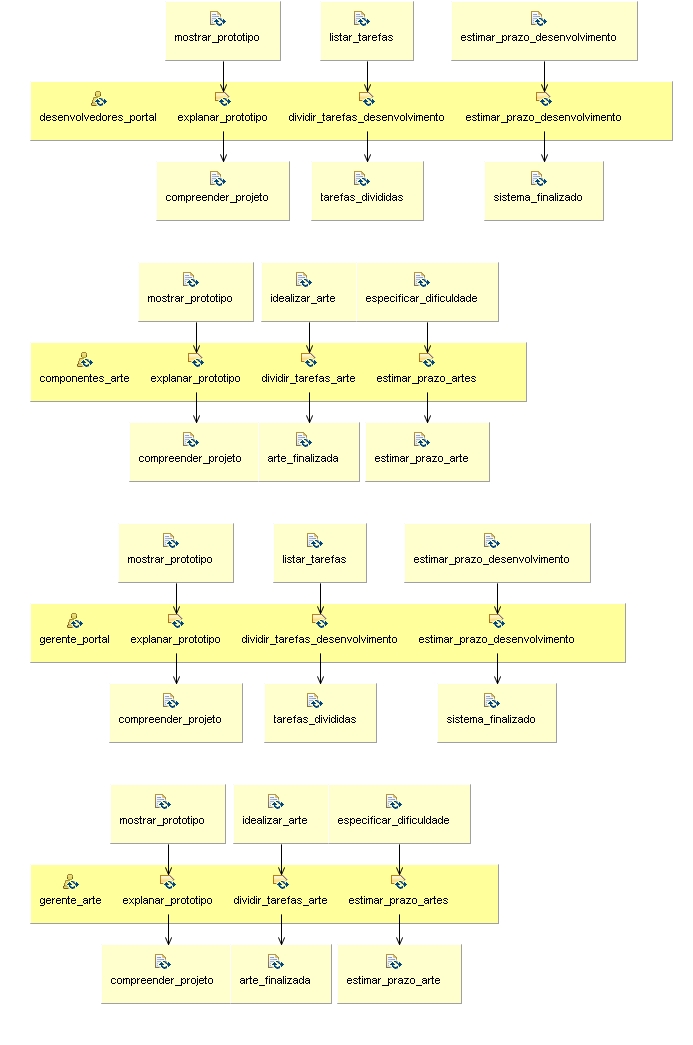 mostrar_prototipo listar_tarefas estimar_prazo_desenvolvimento
desenvolvedores_portal explanar_prototipo dividir_tarefas_desenvolvimento estimar_prazo_desenvolvimento
compreender_projeto tarefas_divididas sistema_finalizado
mostrar_prototipo idealizar_arte especificar_dificuldade
componentes_arte explanar_prototipo dividir_tarefas_arte estimar_prazo_artes
compreender_projeto arte_finalizada estimar_prazo_arte
mostrar_prototipo listar_tarefas estimar_prazo_desenvolvimento
gerente_portal explanar_prototipo dividir_tarefas_desenvolvimento estimar_prazo_desenvolvimento
compreender_projeto tarefas_divididas sistema_finalizado
mostrar_prototipo idealizar_arte especificar_dificuldade
gerente_arte explanar_prototipo dividir_tarefas_arte estimar_prazo_artes
compreender_projeto arte_finalizada estimar_prazo_arte